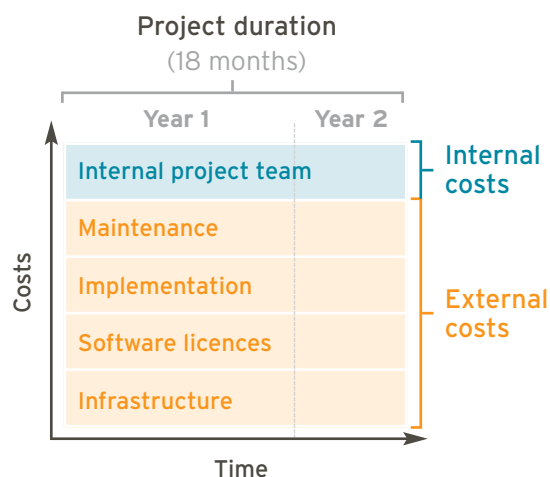 Project duration
(18 months)
Year 1
Year 2
Internal project team
Internal
costs
Maintenance
Implementation
Software licences
Infrastructure
External
costs
Costs
Time